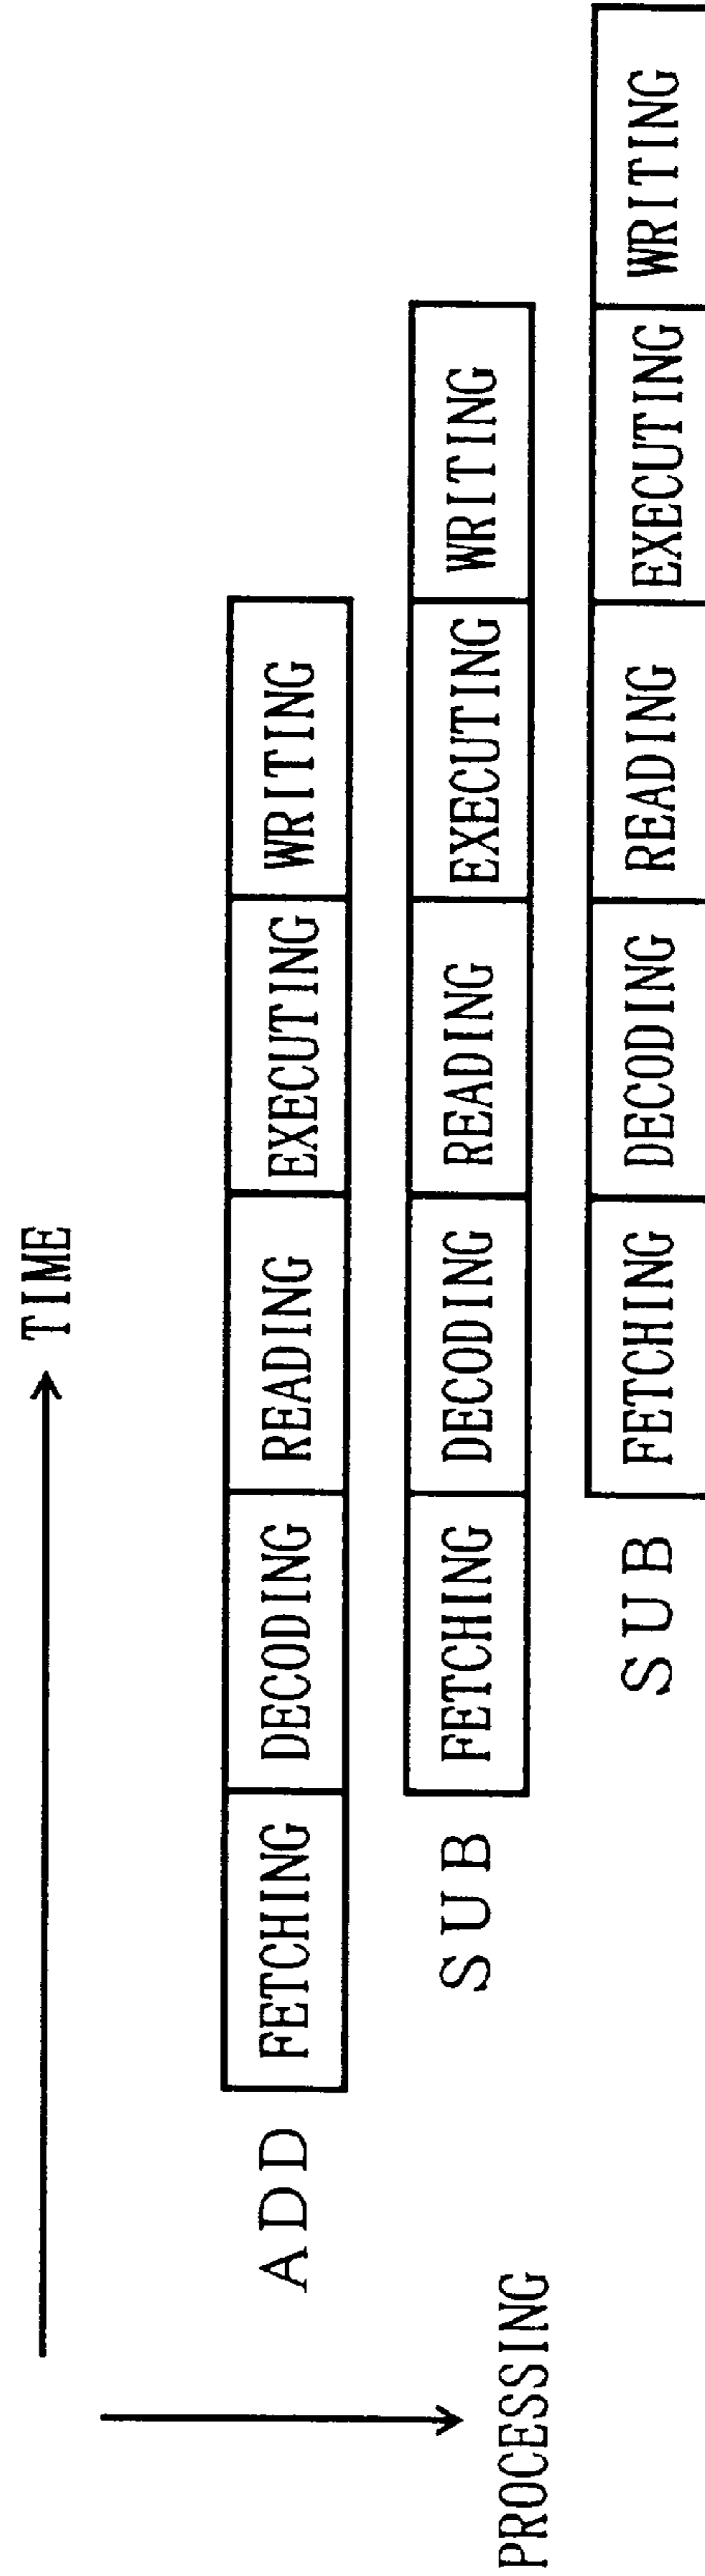 TIME
ADD FETCHING DECODING READING EXECUTING WRITING
SUB FETCHING DECODING READING EXECUTING WRITING
PROCESSING
SUB FETCHING DECODING READING EXECUTING WRITING